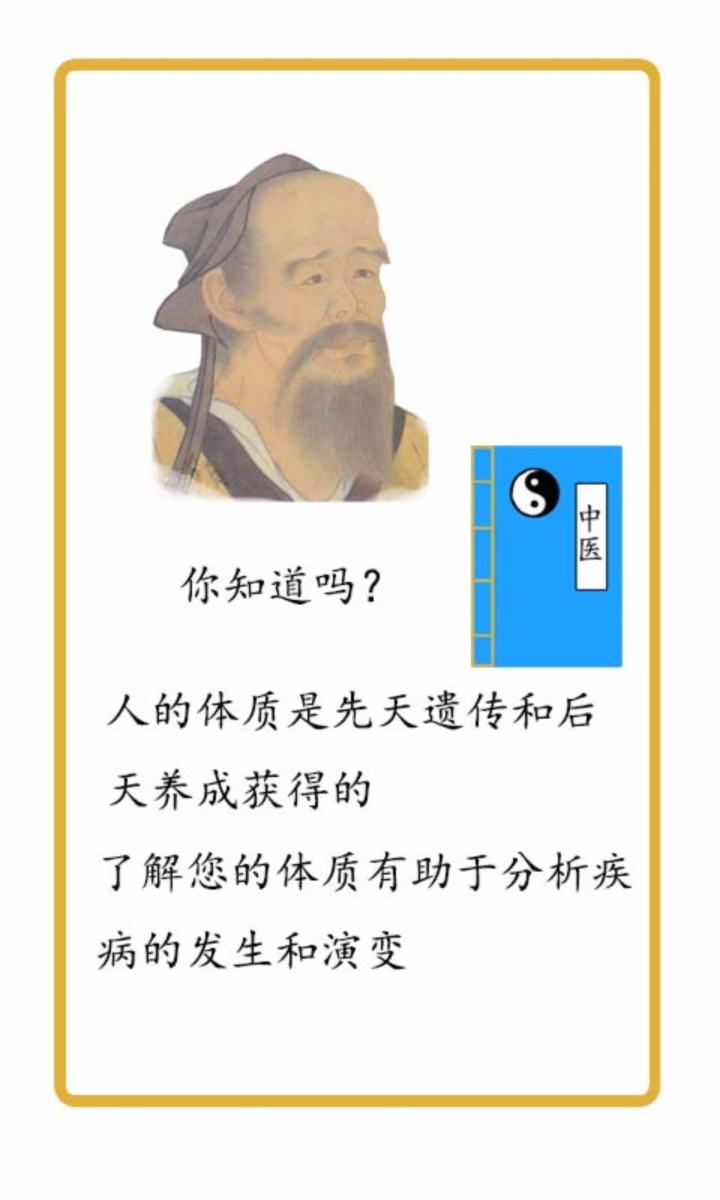 中医
你知道吗？
人的体质是先天遗传和后
天养成获得的
了解您的体质有助于分析疾
病的发生和演变